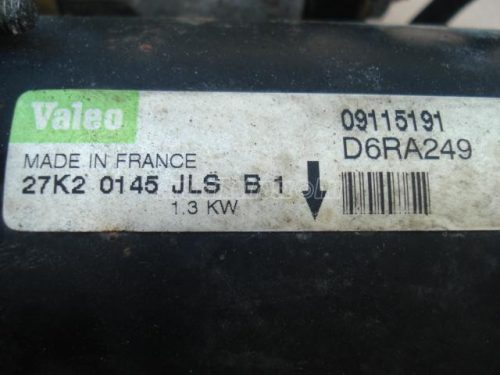 Valeo
09115191
D6RA249
MADE IN FRANCE
27K2 0145 JLS B 1
1.3 KW